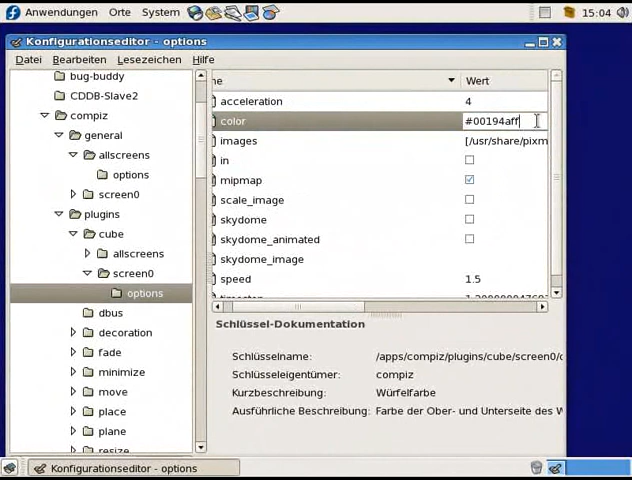 Anwendungen Orte System 15:04
Konfigurationseditor - options
Datei Bearbeiten Lesezeichen Hilfe
bug-buddy
CDDB-Slave2
compiz
general
allscreens
options
screen0
plugins
cube
allscreens
screen0
options
dbus
decoration
fade
minimize
move
place
plane
resize
ne Wert
acceleration 4
color #00194aff
images [/usr/share/pixm
in
mipmap
scale_image
skydome
skydome_animated
skydome_image
speed 1.5
Schlüssel-Dokumentation
Schlüsselname: /apps/compiz/plugins/cube/screen0/o
Schlüsseleigentümer: compiz
Kurzbeschreibung: Würfelfarbe
Ausführliche Beschreibung: Farbe der Ober- und Unterseite des W
Konfigurationseditor - options